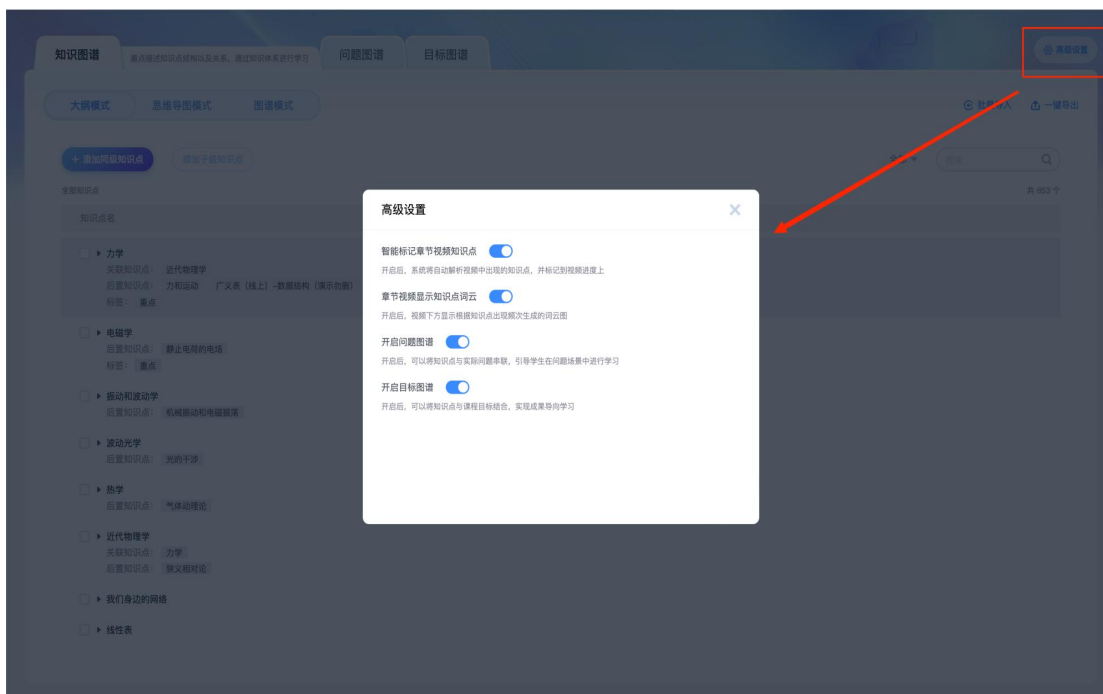 知识图谱 重点描述知识点结构以及关系，通过知识体系进行学习 问题图谱 目标图谱
高级设置
大纲模式 思维导图模式 图谱模式
批量导入 一键导出
+ 添加同级知识点 添加子级知识点
搜索
全部知识点 共 953 个
知识点名
力学
关联知识点： 近代物理学
后置知识点： 力和运动 广义表（线上）-数据结构（演示勿删）
标签： 重点
电磁学
后置知识点： 静止电荷的电场
标签： 重点
振动和波动学
后置知识点： 机械振动和电磁振荡
波动光学
后置知识点： 光的干涉
热学
后置知识点： 气体动理论
近代物理学
关联知识点： 力学
后置知识点： 狭义相对论
我们身边的网络
线性表
高级设置
智能标记章节视频知识点
开启后，系统将自动解析视频中出现的知识点，并标记到视频进度上
章节视频显示知识点词云
开启后，视频下方显示根据知识点出现频次生成的词云图
开启问题图谱
开启后，可以将知识点与实际问题串联，引导学生在问题场景中进行学习
开启目标图谱
开启后，可以将知识点与课程目标结合，实现成果导向学习